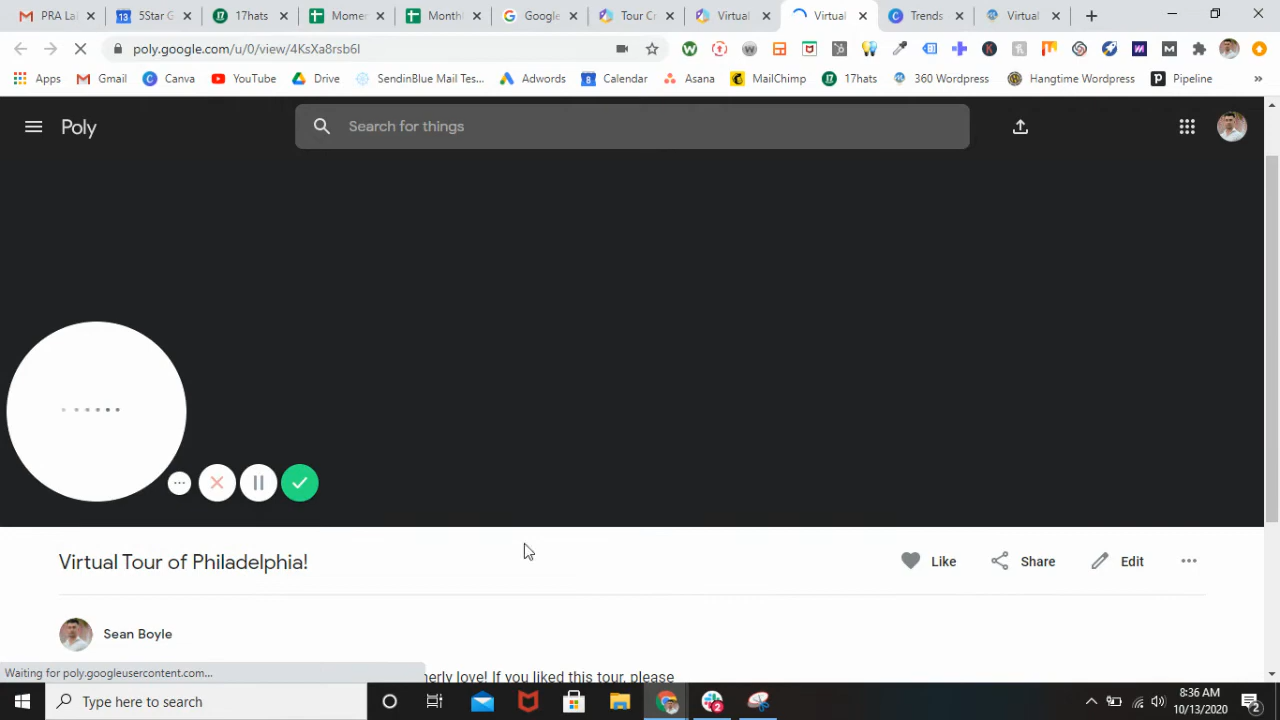 PRA Lai 5Star G 17hats Momer Month Google Tour Cr Virtual Virtual Trends Virtual
poly.google.com/u/0/view/4KsXa8rsb6I
Apps Gmail Canva YouTube Drive SendinBlue Mail Tes... Adwords Calendar Asana MailChimp 17hats 360 Wordpress Hangtime Wordpress Pipeline »
Poly Search for things
Virtual Tour of Philadelphia! Like Share Edit
Sean Boyle
herly love! If you liked this tour, please
Waiting for poly.googleusercontent.com...
Type here to search
8:36 AM
10/13/2020